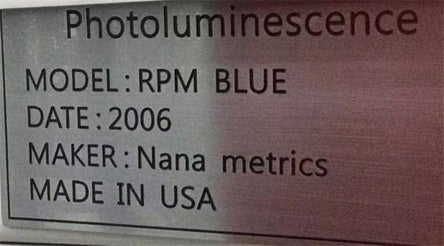 Photoluminescence
MODEL : RPM BLUE
DATE : 2006
MAKER : Nana metrics
MADE IN USA